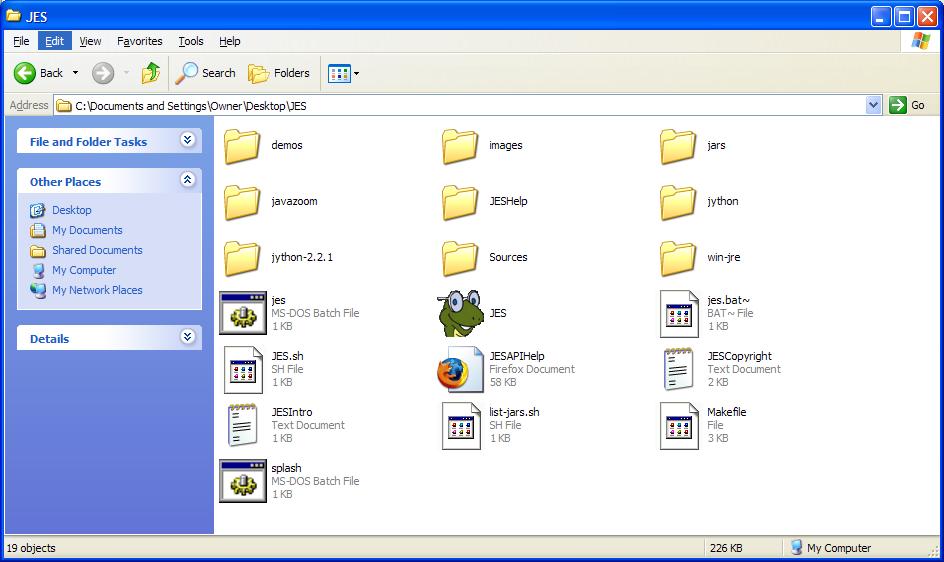 JES
File Edit View Favorites Tools Help
Back Search Folders
Address C:\Documents and Settings\Owner\Desktop\JES Go
File and Folder Tasks
Other Places
Desktop
My Documents
Shared Documents
My Computer
My Network Places
Details
demos images jars
javazoom JESHelp jython
jython-2.2.1 Sources win-jre
jes
MS-DOS Batch File
1 KB
JES
jes.bat~
BAT~ File
1 KB
JES.sh
SH File
1 KB
JESAPIHelp
Firefox Document
58 KB
JESCopyright
Text Document
2 KB
JESIntro
Text Document
1 KB
list-jars.sh
SH File
1 KB
Makefile
File
3 KB
splash
MS-DOS Batch File
1 KB
19 objects 226 KB My Computer